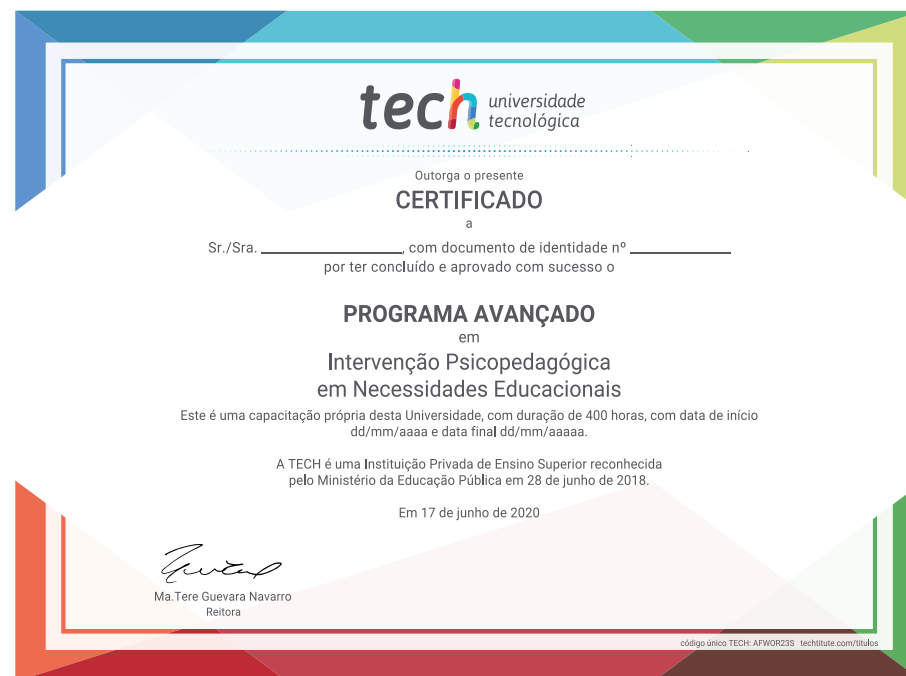 tech universidade
tecnológica
Outorga o presente
CERTIFICADO
a
Sr./Sra. ____________________, com documento de identidade nº ______________
por ter concluído e aprovado com sucesso o
PROGRAMA AVANÇADO
em
Intervenção Psicopedagógica
em Necessidades Educacionais
Este é uma capacitação própria desta Universidade, com duração de 400 horas, com data de início
dd/mm/aaaa e data final dd/mm/aaaaa.
A TECH é uma Instituição Privada de Ensino Superior reconhecida
pelo Ministério da Educação Pública em 28 de junho de 2018.
Em 17 de junho de 2020
Ma.Tere Guevara Navarro
Reitora
código único TECH: AFWOR23S techtitute.com/titulos